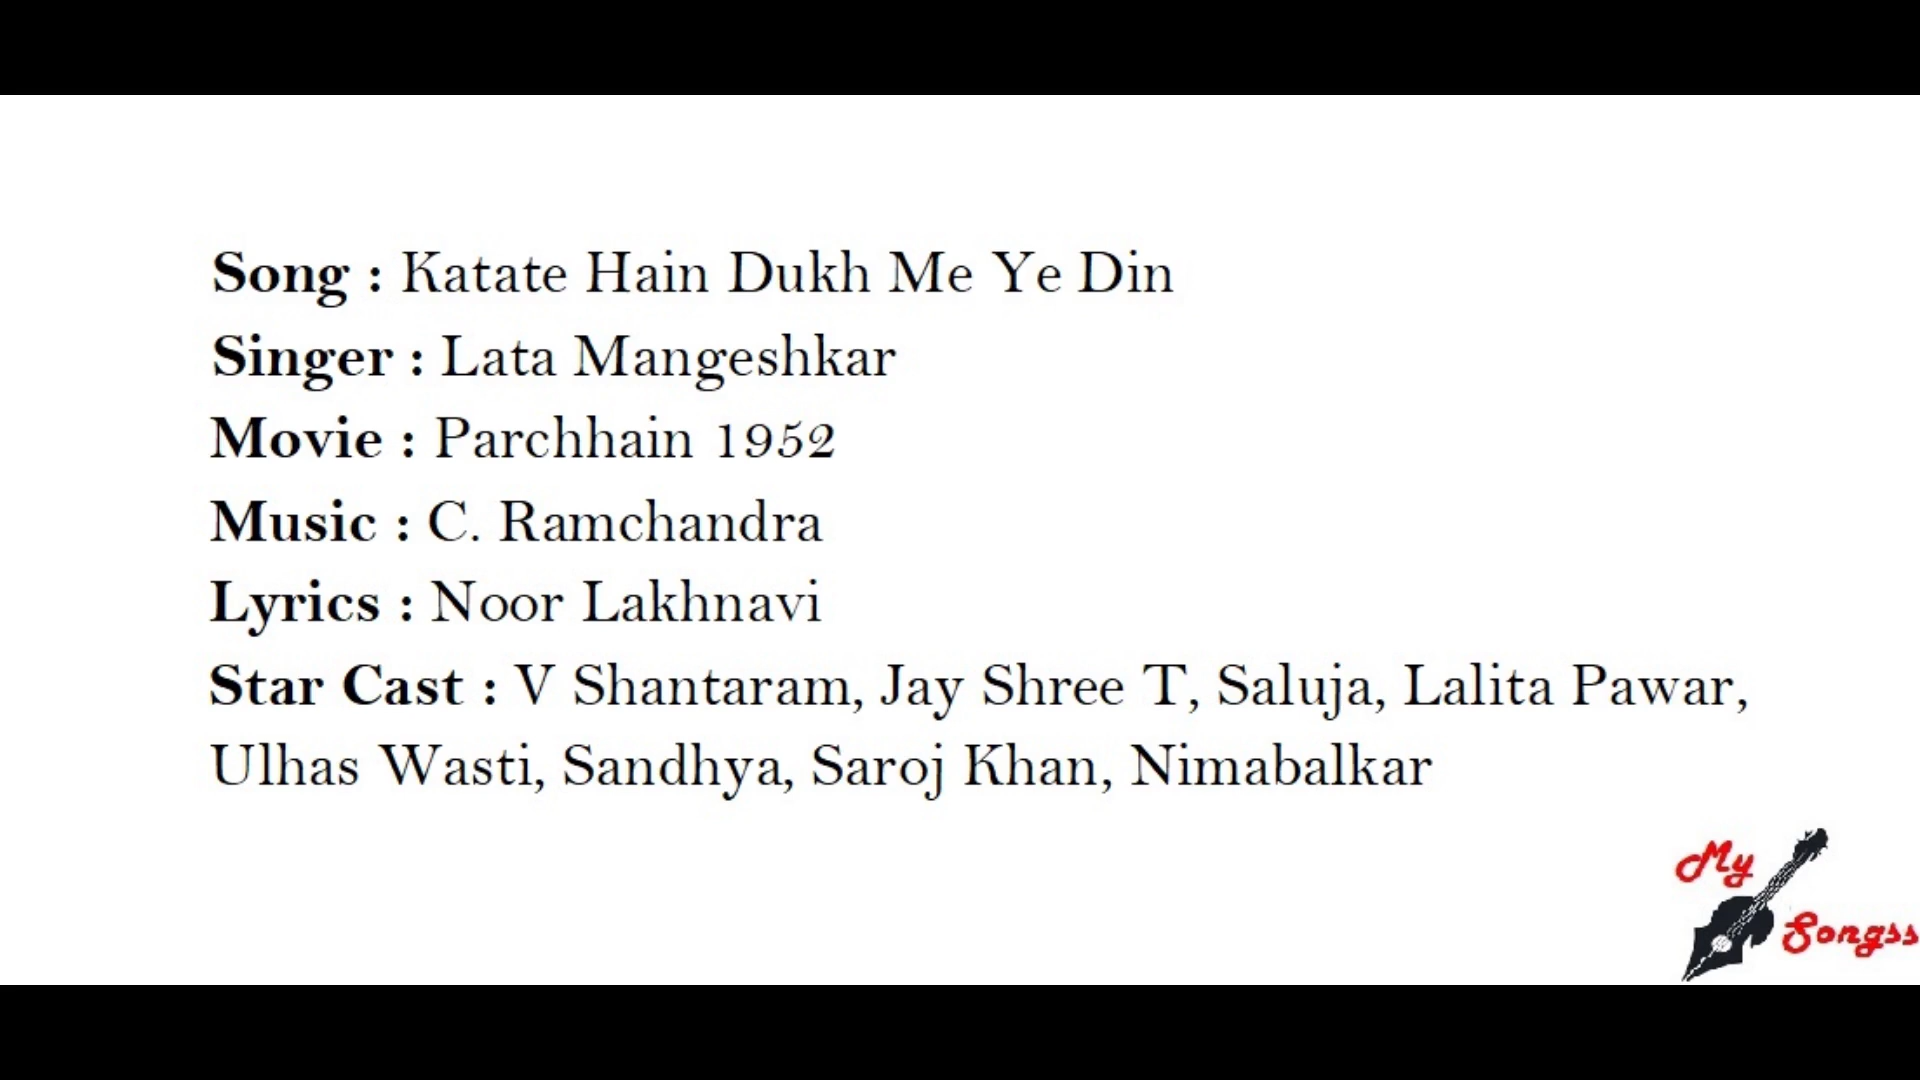 Song : Katate Hain Dukh Me Ye Din
Singer : Lata Mangeshkar
Movie : Parchhain 1952
Music : C. Ramchandra
Lyrics : Noor Lakhnavi
Star Cast : V Shantaram, Jay Shree T, Saluja, Lalita Pawar,
Ulhas Wasti, Sandhya, Saroj Khan, Nimabalkar
My
Songss